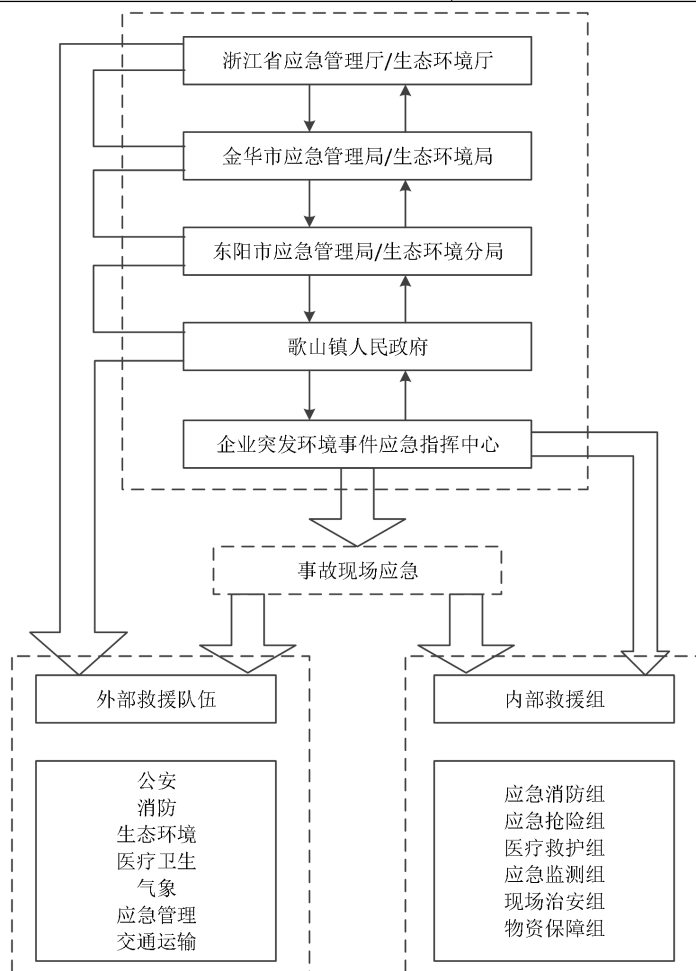 浙江省应急管理厅/生态环境厅
金华市应急管理局/生态环境局
东阳市应急管理局/生态环境分局
歌山镇人民政府
企业突发环境事件应急指挥中心
事故现场应急
外部救援队伍
公安
消防
生态环境
医疗卫生
气象
应急管理
交通运输
内部救援组
应急消防组
应急抢险组
医疗救护组
应急监测组
现场治安组
物资保障组